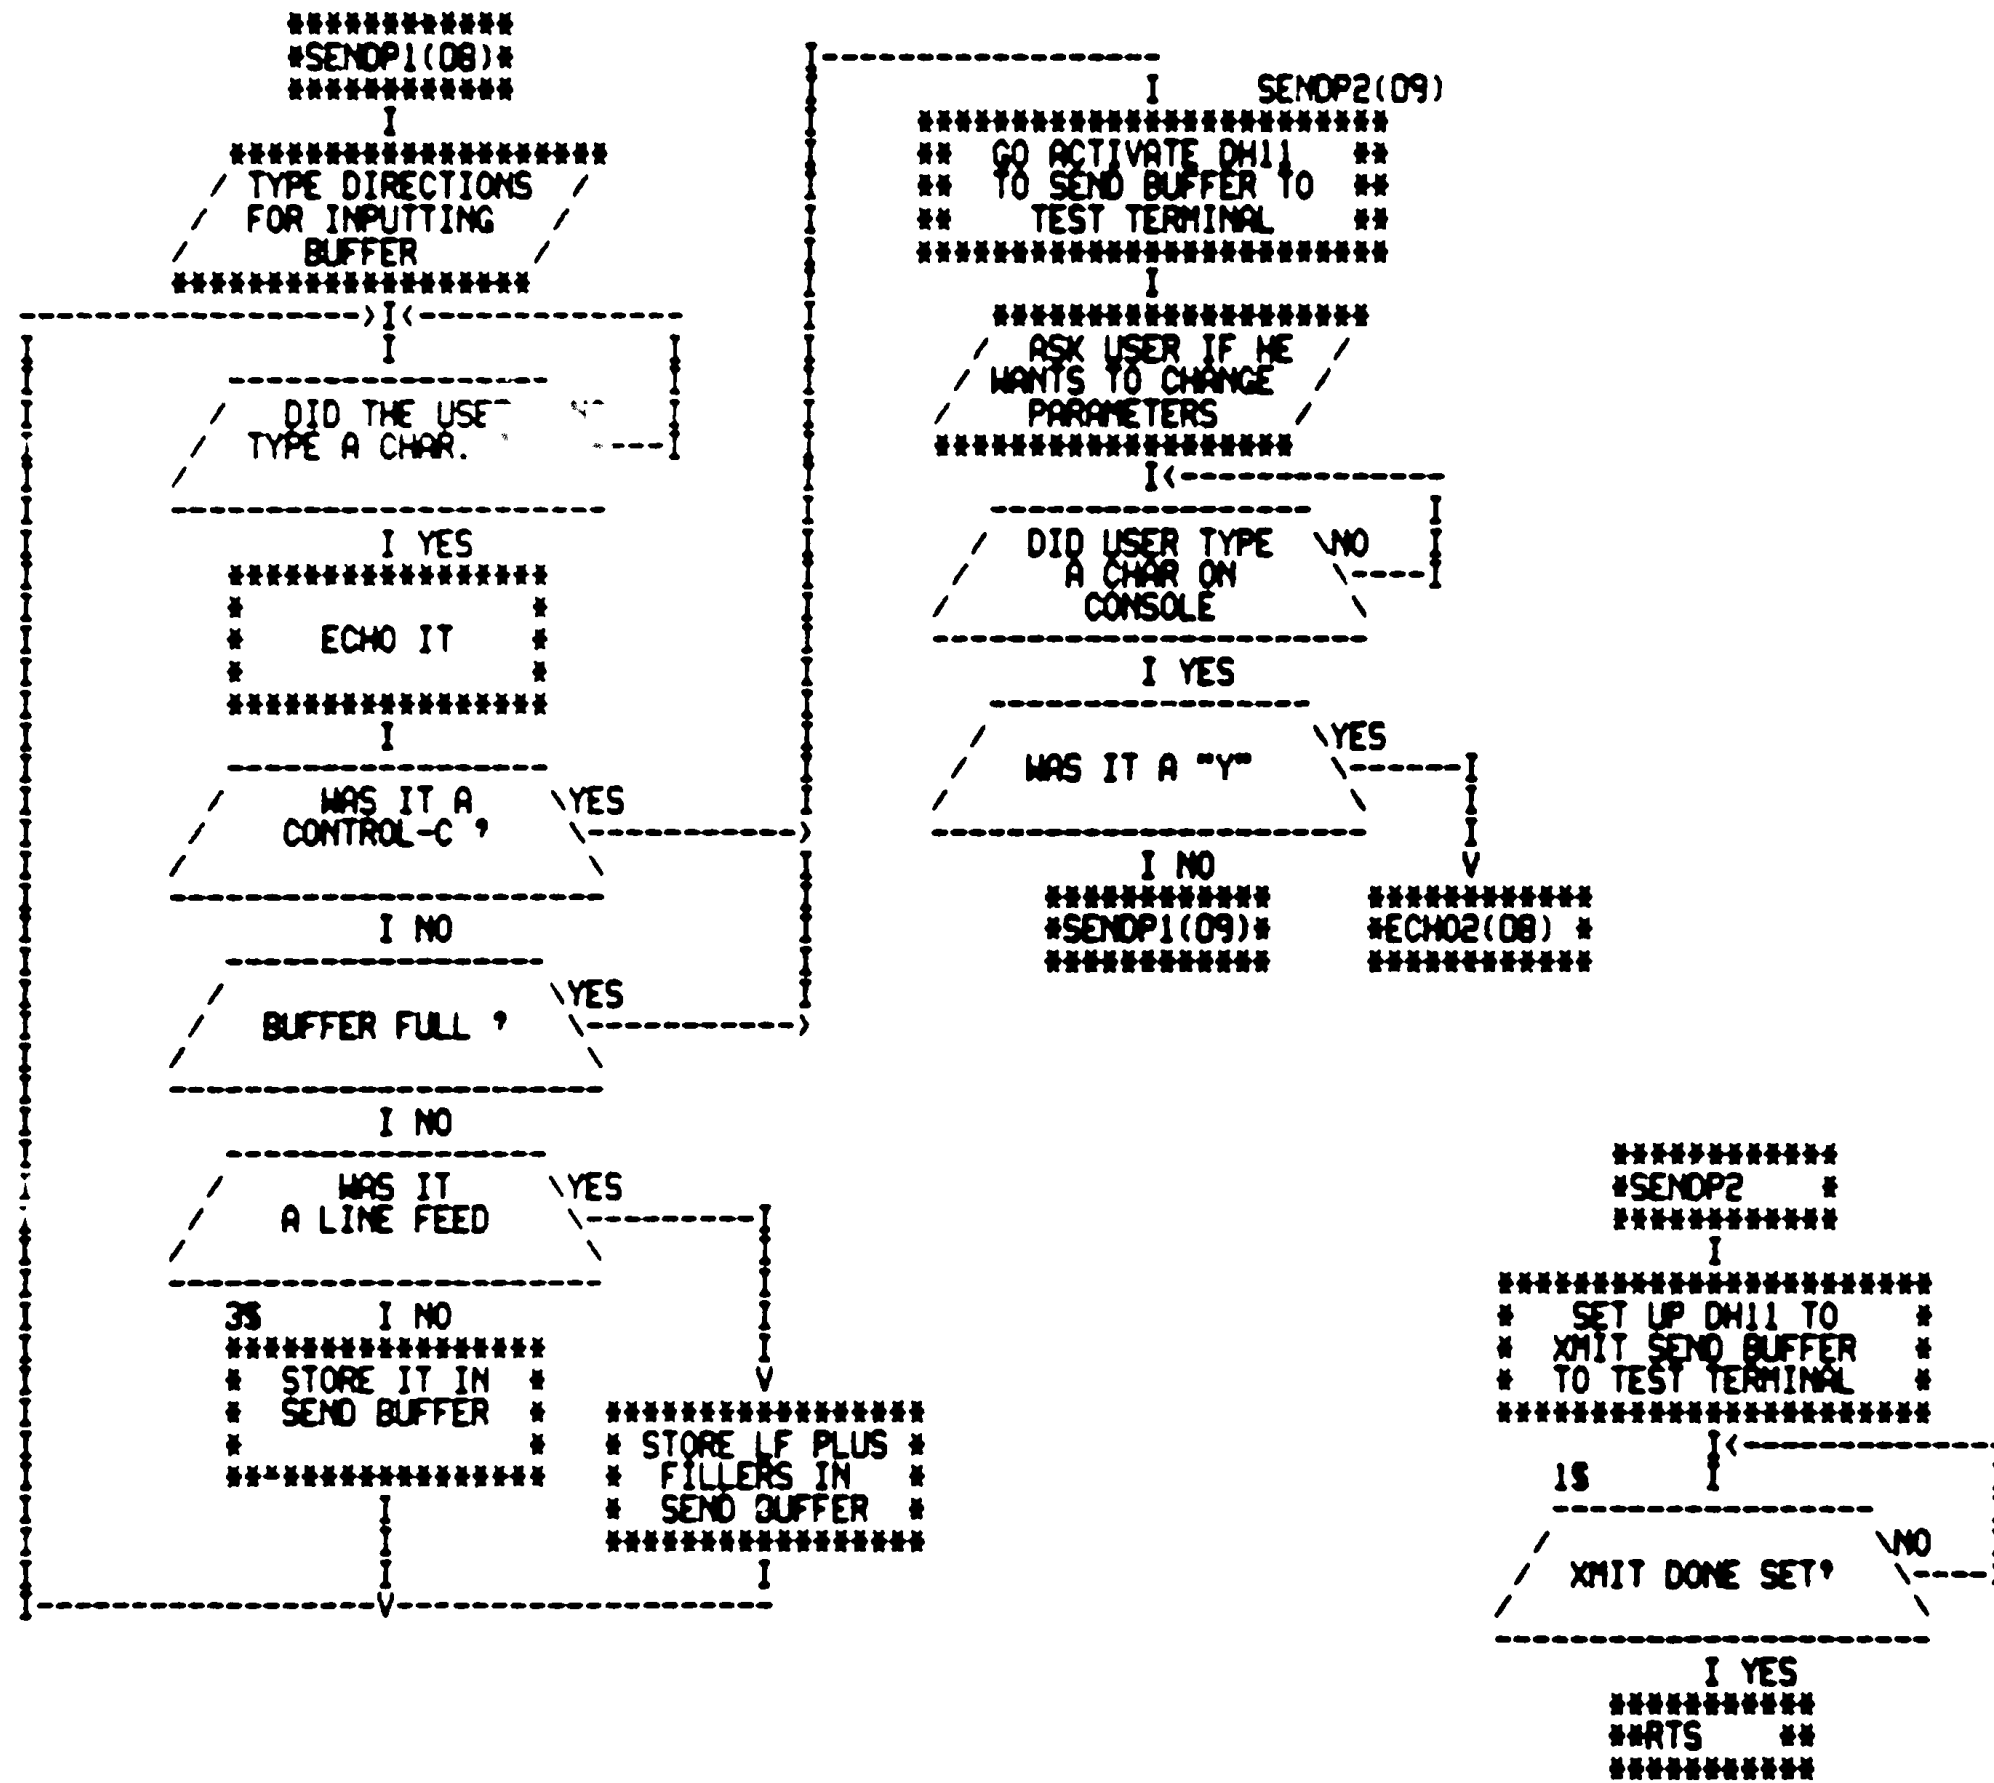 SENDP1(08)
TYPE DIRECTIONS
FOR INPUTTING
BUFFER
DID THE
TYPE A CHAR.
YES
ECHO IT
WAS IT A
CONTROL-C ?
YES
NO
BUFFER FULL ?
YES
NO
WAS IT
A LINE FEED
YES
3$
NO
STORE IT IN
SEND BUFFER
STORE LF PLUS
FILLERS IN
SEND BUFFER
SENDP2(09)
GO ACTIVATE DH11
TO SEND BUFFER TO
TEST TERMINAL
ASK USER IF HE
WANTS TO CHANGE
PARAMETERS
DID USER TYPE
A CHAR ON
CONSOLE
NO
YES
WAS IT A "Y"
YES
NO
SENDP1(09)
ECHO2(08)
SENDP2
SET UP DH11 TO
XMIT SEND BUFFER
TO TEST TERMINAL
1$
XMIT DONE SET?
NO
YES
RTS